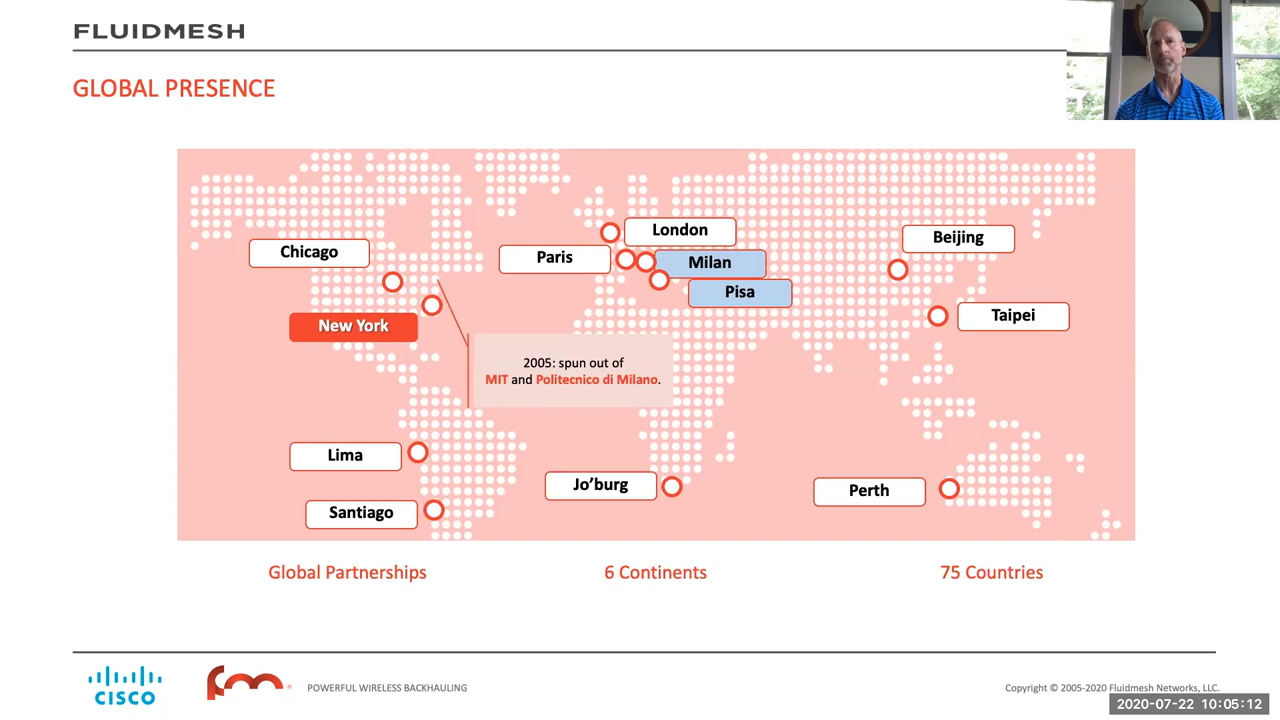 FLUIDMESH
GLOBAL PRESENCE
London
Chicago
Paris
Milan
Beijing
Pisa
New York
Taipei
2005: spun out of
MIT and Politecnico di Milano.
Lima
Jo’burg
Perth
Santiago
Global Partnerships
6 Continents
75 Countries
CISCO
fm
POWERFUL WIRELESS BACKHAULING
Copyright © 2005-2020 Fluidmesh Networks, LLC.
2020-07-22 10:05:12